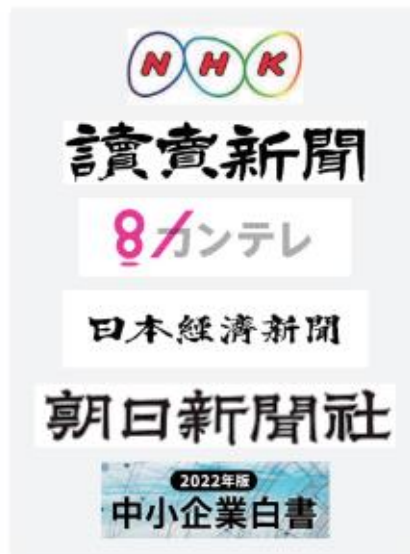 NHK
讀賣新聞
8/カンテレ
日本經濟新聞
朝日新聞社
2022年版
中小企業白書